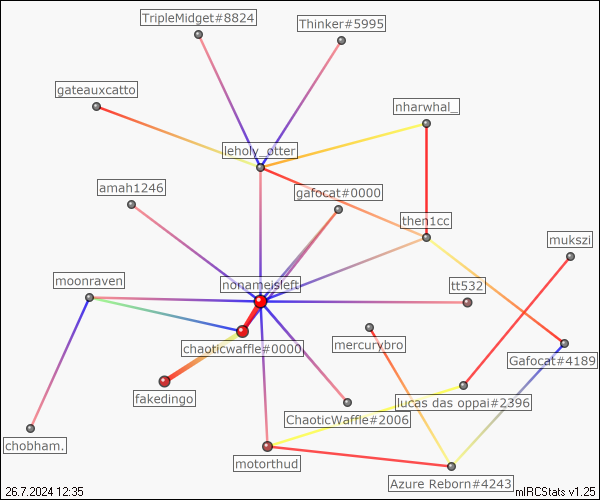 TripleMidget#8824
Thinker#5995
gateauxcatto
nharwhal_
leholy_otter
amah1246
gafocat#0000
then1cc
mukszi
moonraven
nonameisleft
tt532
chaoticwaffle#0000
mercurybro
Gafocat#4189
fakedingo
ChaoticWaffle#2006
lucas das oppai#2396
chobham.
motorthud
Azure Reborn#4243
26.7.2024 12:35
mIRCStats v1.25